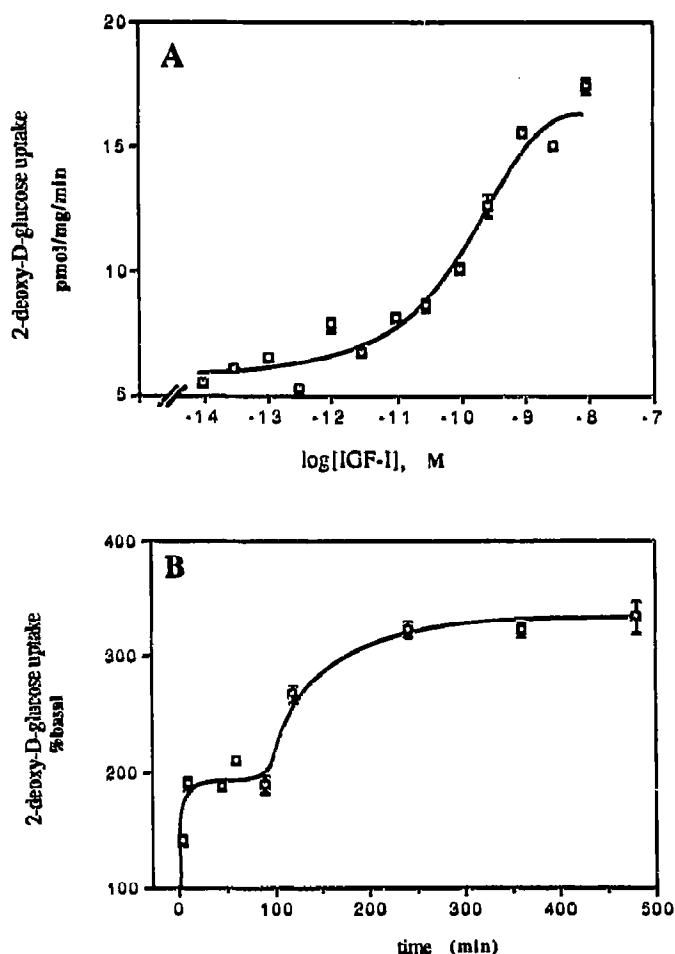 A
20
15
10
5
2-deoxy-D-glucose uptake
pmol/mg/min
-14 -13 -12 -11 -10 -9 -8 -7
log[IGF-I], M
B
400
300
200
100
2-deoxy-D-glucose uptake
%basal
0 100 200 300 400 500
time (min)